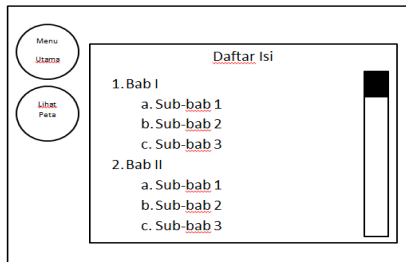 Menu
Utama
Lihat
Peta
Daftar Isi
1. Bab I
a. Sub-bab 1
b. Sub-bab 2
c. Sub-bab 3
2. Bab II
a. Sub-bab 1
b. Sub-bab 2
c. Sub-bab 3